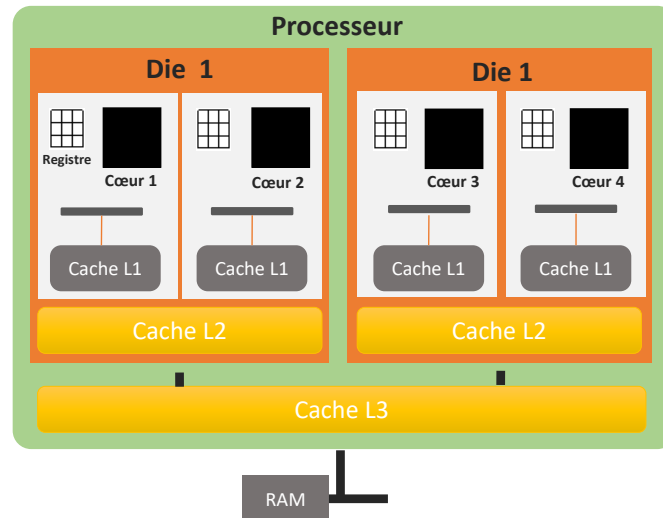 Processeur
Die 1
Die 1
Registre
Cœur 1
Cœur 2
Cœur 3
Cœur 4
Cache L1
Cache L1
Cache L1
Cache L1
Cache L2
Cache L2
Cache L3
RAM